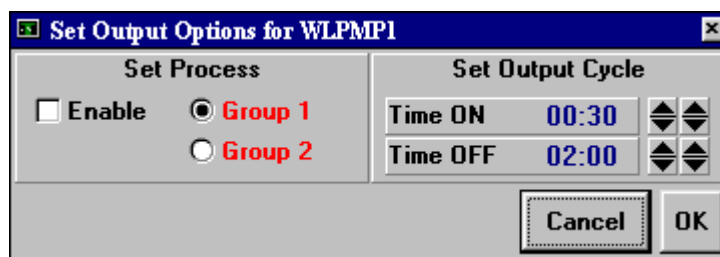 Set Output Options for WLPMP1
Set Process
Enable
Group 1
Group 2
Set Output Cycle
Time ON 00:30
Time OFF 02:00
Cancel OK